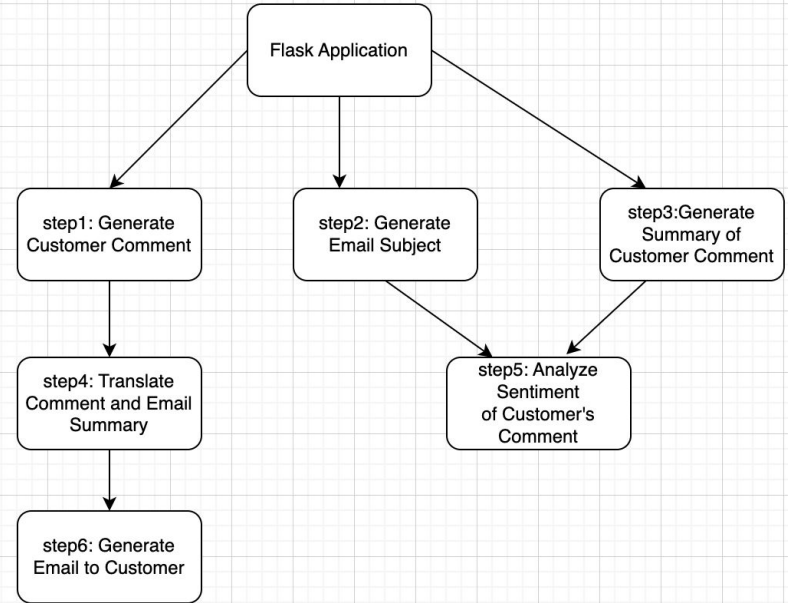 Flask Application
step1: Generate
Customer Comment
step2: Generate
Email Subject
step3:Generate
Summary of
Customer Comment
step4: Translate
Comment and Email
Summary
step5: Analyze
Sentiment
of Customer's
Comment
step6: Generate
Email to Customer